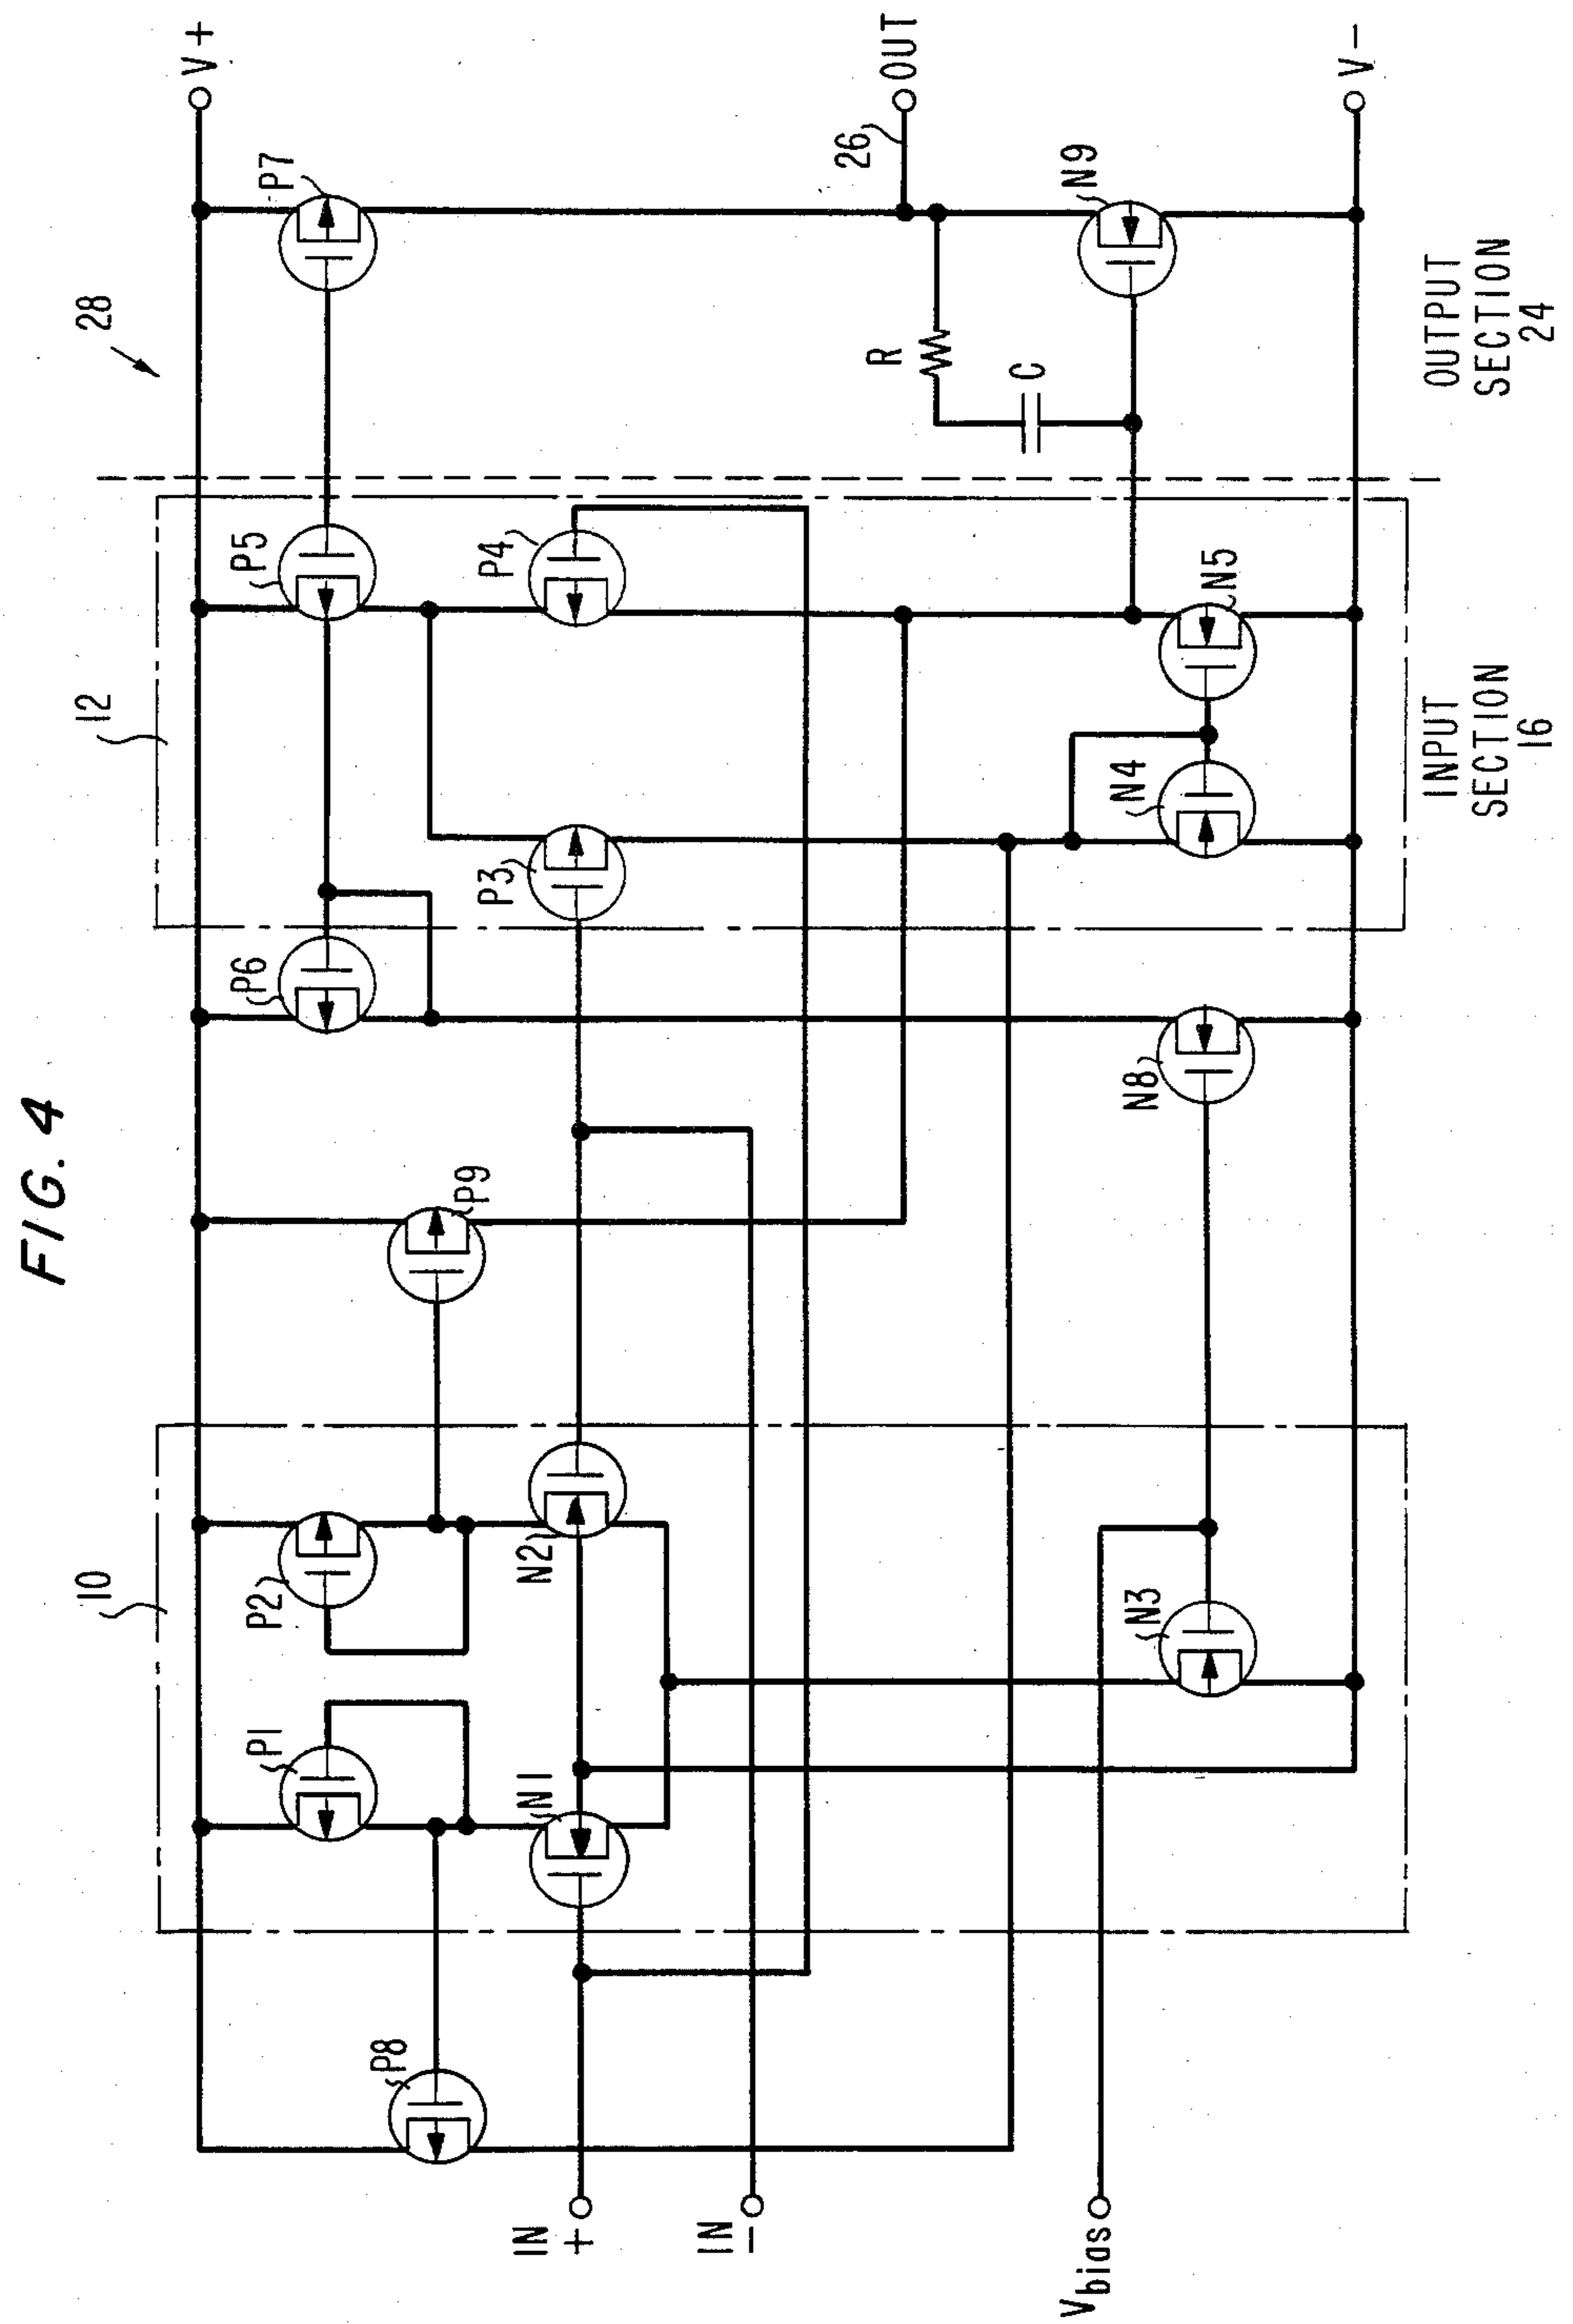 FIG. 4
28
10
12
V+
P1
P2
P6
P5
P7
P8
P9
N1
N2
P3
P4
IN
+
IN
-
26
OUT
R
C
N9
Vbias
N3
N8
N4
N5
V-
INPUT
SECTION
16
OUTPUT
SECTION
24